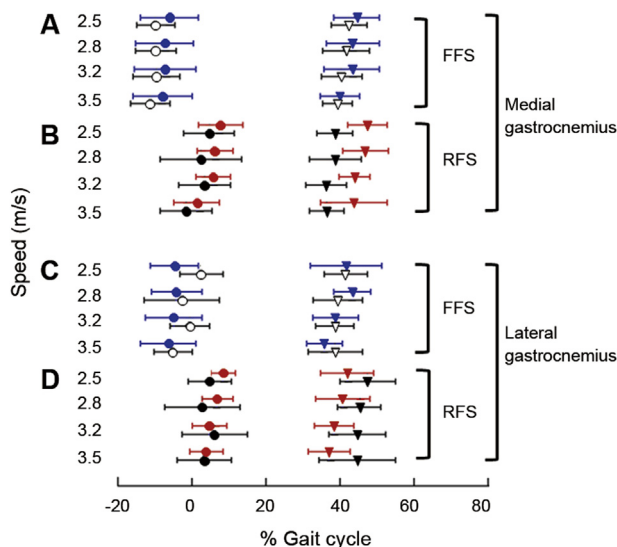 A
2.5
2.8
3.2
3.5
FFS
B
2.5
2.8
3.2
3.5
RFS
Medial
gastrocnemius
Speed (m/s)
C
2.5
2.8
3.2
3.5
FFS
D
2.5
2.8
3.2
3.5
RFS
Lateral
gastrocnemius
-20 0 20 40 60 80
% Gait cycle